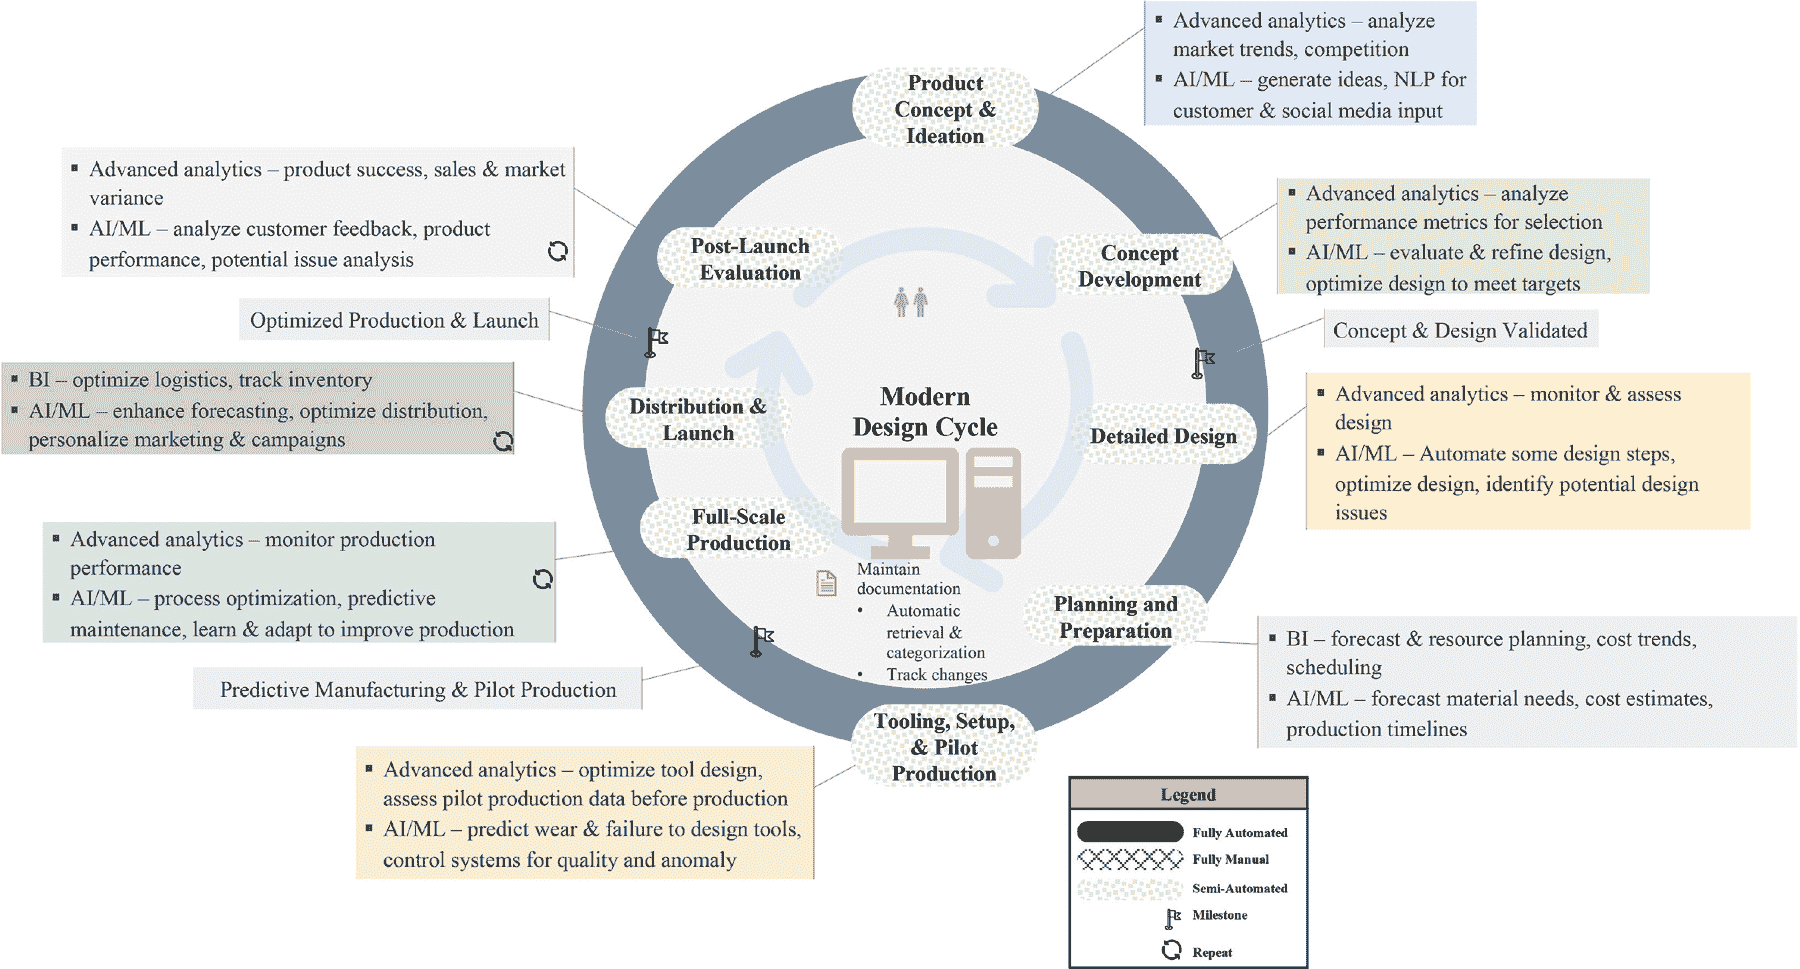 ▪ Advanced analytics – analyze
market trends, competition
▪ AI/ML – generate ideas, NLP for
customer & social media input
Product
Concept &
Ideation
▪ Advanced analytics – product success, sales & market
variance
▪ AI/ML – analyze customer feedback, product
performance, potential issue analysis
Post-Launch
Evaluation
Concept
Development
▪ Advanced analytics – analyze
performance metrics for selection
▪ AI/ML – evaluate & refine design,
optimize design to meet targets
Optimized Production & Launch
Concept & Design Validated
▪ BI – optimize logistics, track inventory
▪ AI/ML – enhance forecasting, optimize distribution,
personalize marketing & campaigns
Distribution &
Launch
Modern
Design Cycle
Detailed Design
▪ Advanced analytics – monitor & assess
design
▪ AI/ML – Automate some design steps,
optimize design, identify potential design
issues
▪ Advanced analytics – monitor production
performance
▪ AI/ML – process optimization, predictive
maintenance, learn & adapt to improve production
Full-Scale
Production
Maintain
documentation
• Automatic
retrieval &
categorization
• Track changes
Planning and
Preparation
▪ BI – forecast & resource planning, cost trends,
scheduling
▪ AI/ML – forecast material needs, cost estimates,
production timelines
Predictive Manufacturing & Pilot Production
Tooling, Setup,
& Pilot
Production
▪ Advanced analytics – optimize tool design,
assess pilot production data before production
▪ AI/ML – predict wear & failure to design tools,
control systems for quality and anomaly
Legend
Fully Automated
Fully Manual
Semi-Automated
Milestone
Repeat